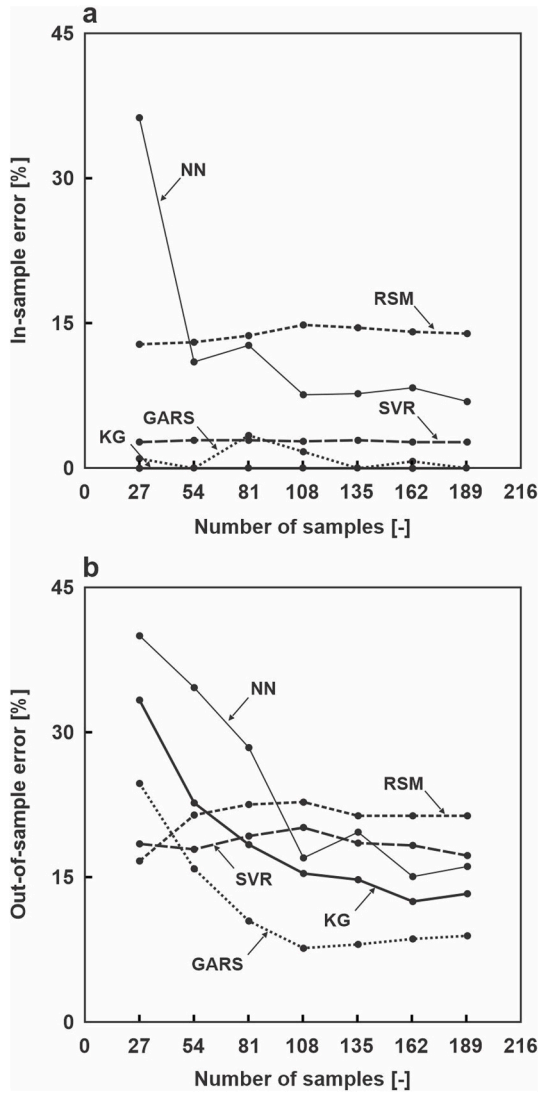 a
45
30
15
0
In-sample error [%]
NN
RSM
SVR
GARS
KG
0 27 54 81 108 135 162 189 216
Number of samples [-]
b
45
30
15
0
Out-of-sample error [%]
NN
RSM
SVR
KG
GARS
0 27 54 81 108 135 162 189 216
Number of samples [-]